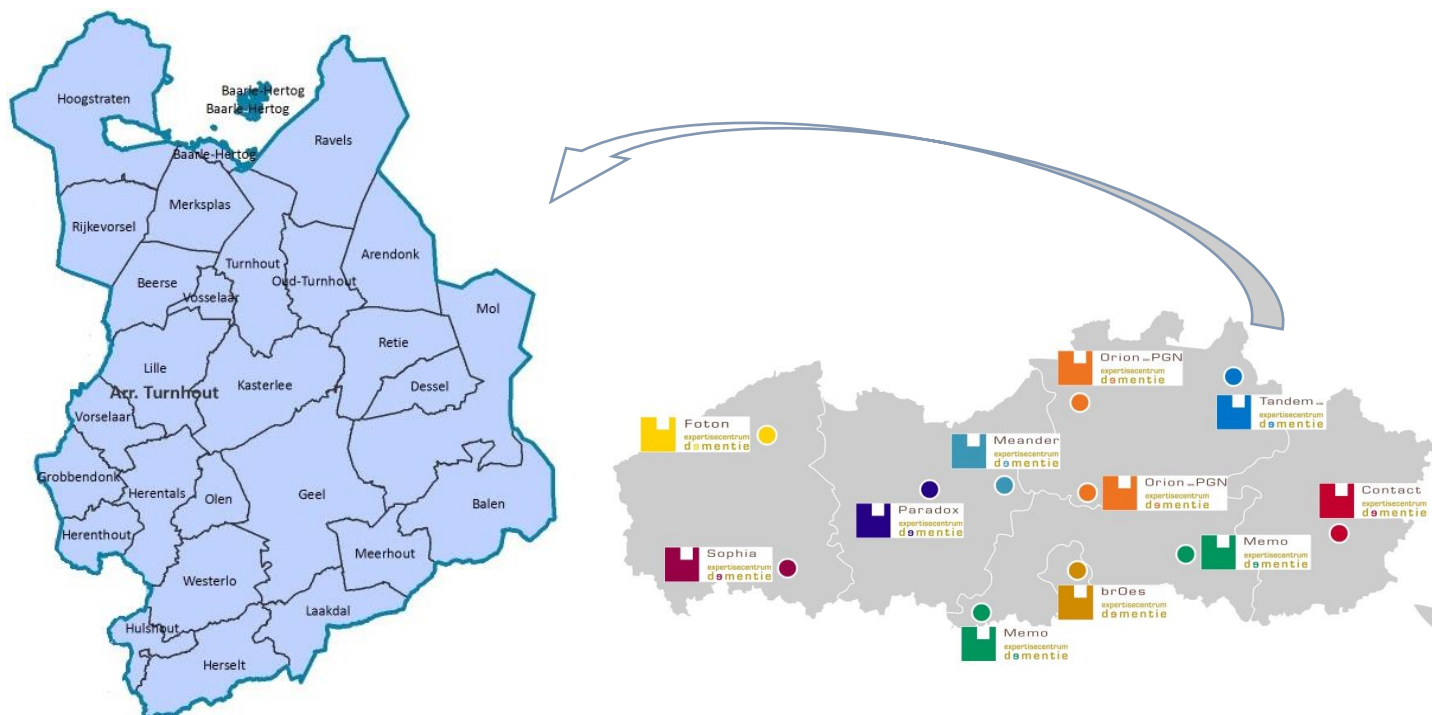 Hoogstraten
Baarle-Hertog
Baarle-Hertog
Ravels
Baarle-Hertog
Merksplas
Rijkevorsel
Turnhout
Arendonk
Oud-Turnhout
Beerse
Vosselaar
Mol
Retie
Lille
Kasterlee
Dessel
Arr. Turnhout
Vorselaar
Grobbendonk
Herentals
Olen
Geel
Balen
Herenthout
Meerhout
Westerlo
Laakdal
Hulshout
Herselt
Orion PGN
expertisecentrum
dementie
Tandem
expertisecentrum
dementie
Foton
expertisecentrum
dementie
Meander
expertisecentrum
dementie
Orion PGN
expertisecentrum
dementie
Contact
expertisecentrum
dementie
Paradox
expertisecentrum
dementie
Memo
expertisecentrum
dementie
Sophia
expertisecentrum
dementie
brOes
expertisecentrum
dementie
Memo
expertisecentrum
dementie